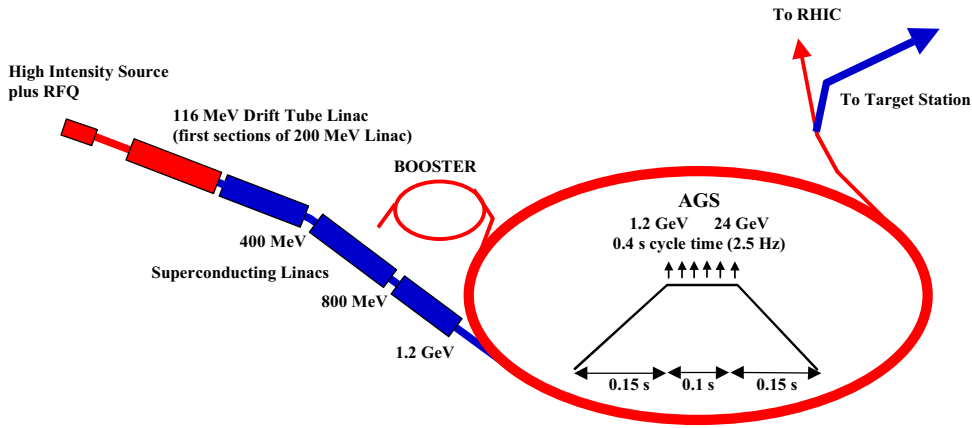 To RHIC
High Intensity Source
plus RFQ
To Target Station
116 MeV Drift Tube Linac
(first sections of 200 MeV Linac)
BOOSTER
AGS
1.2 GeV 24 GeV
0.4 s cycle time (2.5 Hz)
400 MeV
Superconducting Linacs
800 MeV
1.2 GeV
0.15 s 0.1 s 0.15 s